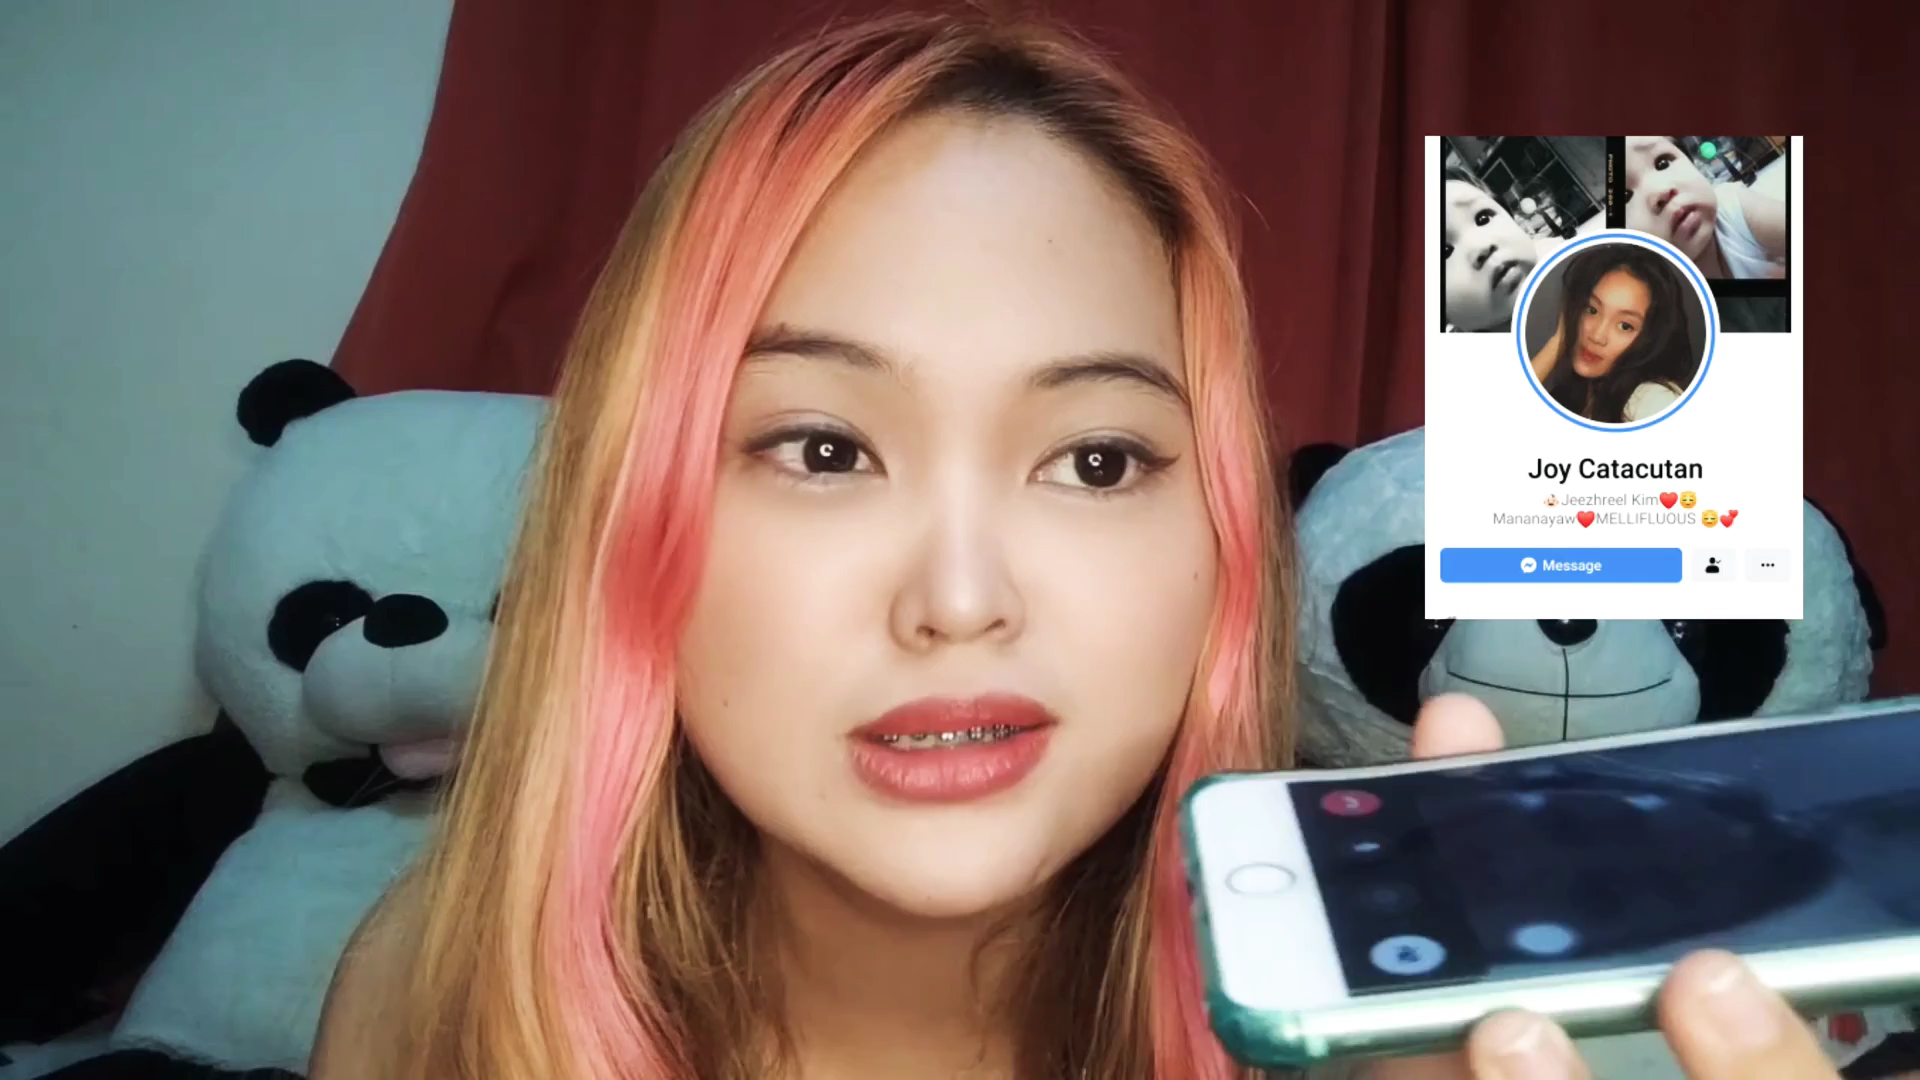 Joy Catacutan
👶🏻Jeezhreel Kim❤️😌
Mananayaw❤️MELLIFLUOUS 😌💕
Message